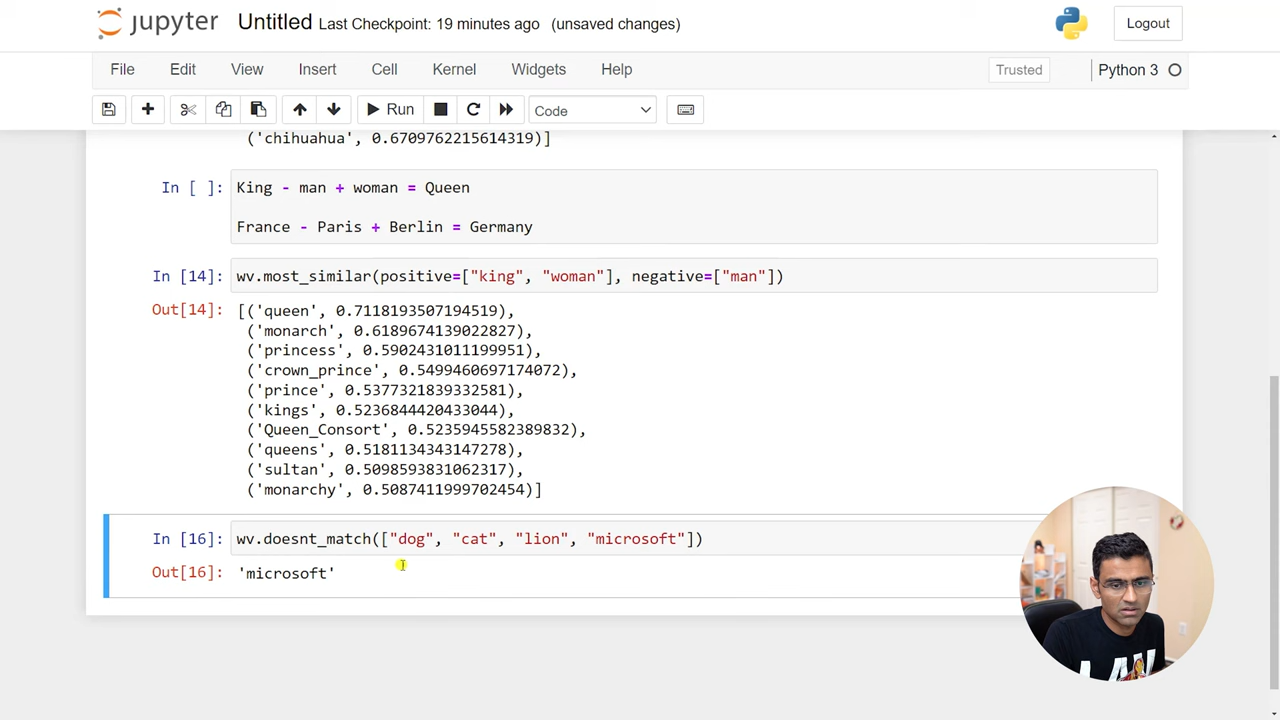 jupyter Untitled Last Checkpoint: 19 minutes ago (unsaved changes) Logout
File Edit View Insert Cell Kernel Widgets Help Trusted Python 3
Run Code
('chihuahua', 0.6709762215614319)]
In [ ]: King - man + woman = Queen
France - Paris + Berlin = Germany
In [14]: wv.most_similar(positive=["king", "woman"], negative=["man"])
Out[14]: [('queen', 0.7118193507194519),
('monarch', 0.6189674139022827),
('princess', 0.5902431011199951),
('crown_prince', 0.5499460697174072),
('prince', 0.5377321839332581),
('kings', 0.5236844420433044),
('Queen_Consort', 0.5235945582389832),
('queens', 0.5181134343147278),
('sultan', 0.5098593831062317),
('monarchy', 0.5087411999702454)]
In [16]: wv.doesnt_match(["dog", "cat", "lion", "microsoft"])
Out[16]: 'microsoft'